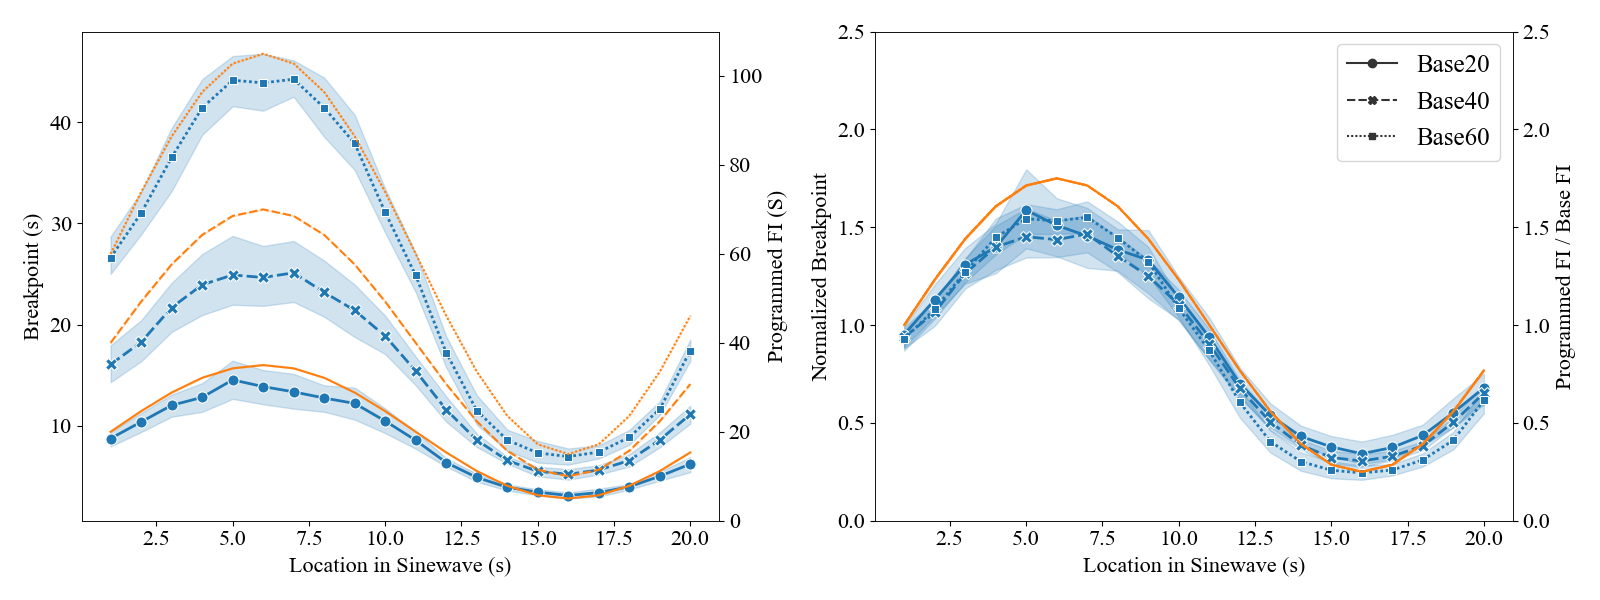 Breakpoint (s)
40
30
20
10
100
80
60
40
20
0
Programmed FI (S)
2.5 5.0 7.5 10.0 12.5 15.0 17.5 20.0
Location in Sinewave (s)
Normalized Breakpoint
2.5
2.0
1.5
1.0
0.5
0.0
Base20
Base40
Base60
2.5
2.0
1.5
1.0
0.5
0.0
Programmed FI / Base FI
2.5 5.0 7.5 10.0 12.5 15.0 17.5 20.0
Location in Sinewave (s)